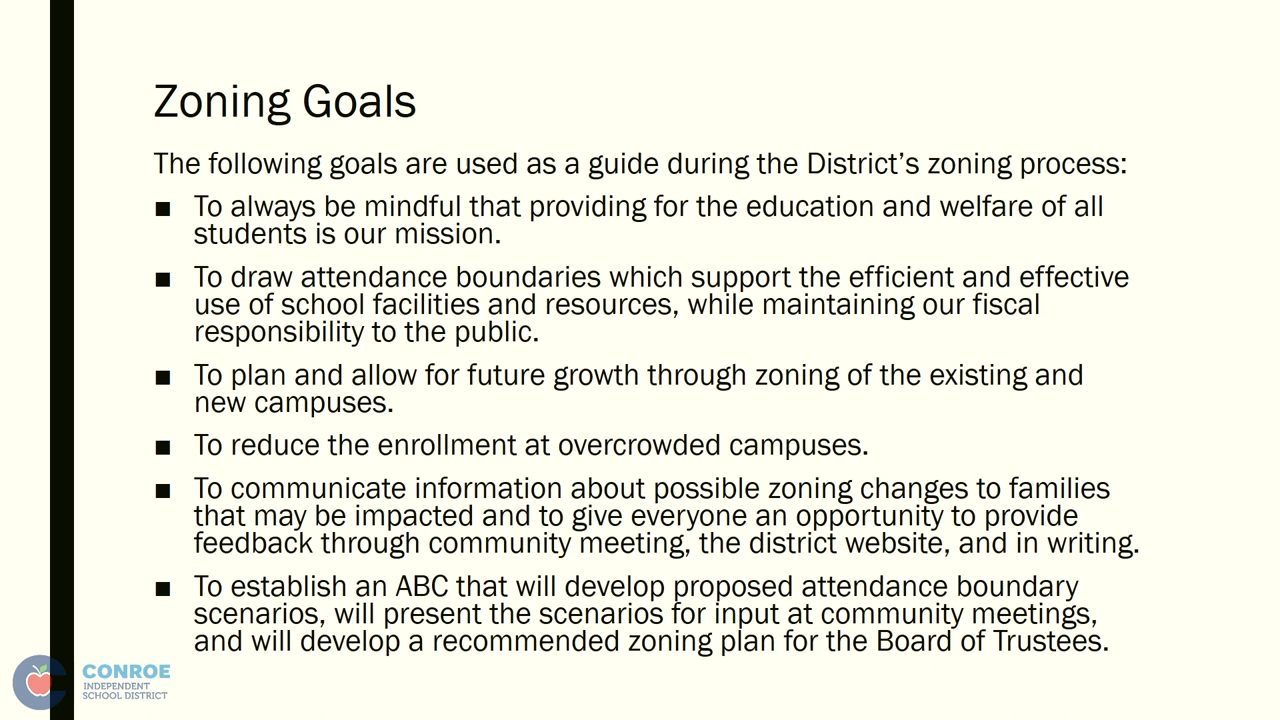 Zoning Goals
The following goals are used as a guide during the District's zoning process:
■ To always be mindful that providing for the education and welfare of all
students is our mission.
■ To draw attendance boundaries which support the efficient and effective
use of school facilities and resources, while maintaining our fiscal
responsibility to the public.
■ To plan and allow for future growth through zoning of the existing and
new campuses.
■ To reduce the enrollment at overcrowded campuses.
■ To communicate information about possible zoning changes to families
that may be impacted and to give everyone an opportunity to provide
feedback through community meeting, the district website, and in writing.
■ To establish an ABC that will develop proposed attendance boundary
scenarios, will present the scenarios for input at community meetings,
and will develop a recommended zoning plan for the Board of Trustees.
CONROE
INDEPENDENT
SCHOOL DISTRICT